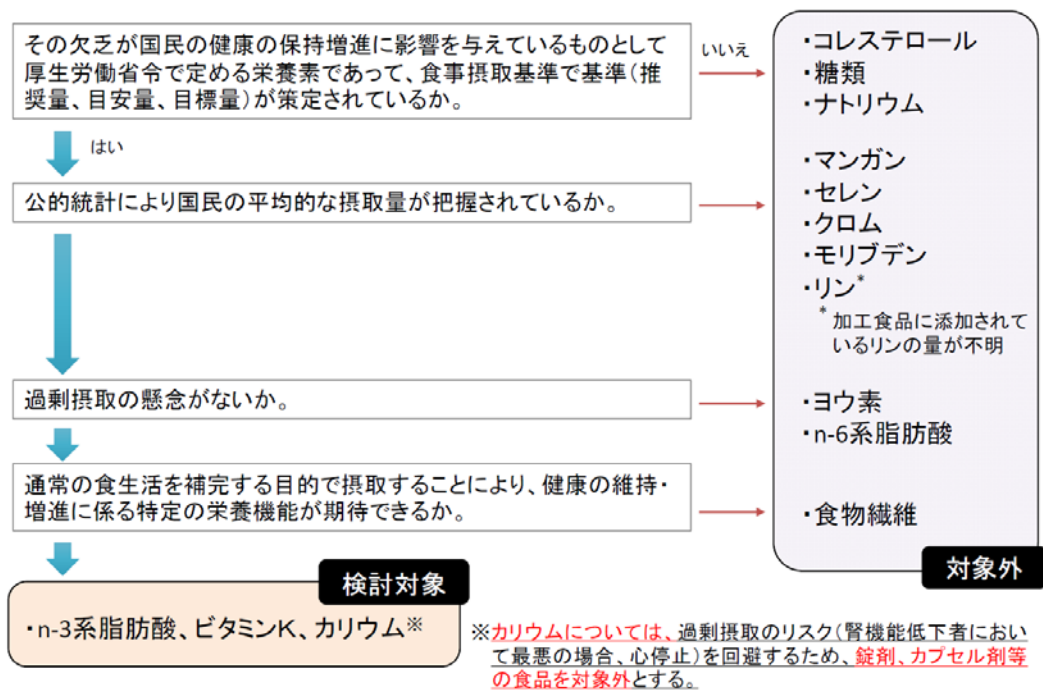 その欠乏が国民の健康の保持増進に影響を与えているものとして
厚生労働省令で定める栄養素であって、食事摂取基準で基準(推
奨量、目安量、目標量)が策定されているか。
いいえ
・コレステロール
・糖類
・ナトリウム
はい
公的統計により国民の平均的な摂取量が把握されているか。
・マンガン
・セレン
・クロム
・モリブデン
・リン*
* 加工食品に添加されて
いるリンの量が不明
過剰摂取の懸念がないか。
・ヨウ素
・n-6系脂肪酸
通常の食生活を補完する目的で摂取することにより、健康の維持・
増進に係る特定の栄養機能が期待できるか。
・食物繊維
対象外
検討対象
・n-3系脂肪酸、ビタミンK、カリウム※
※カリウムについては、過剰摂取のリスク(腎機能低下者におい
て最悪の場合、心停止)を回避するため、錠剤、カプセル剤等
の食品を対象外とする。